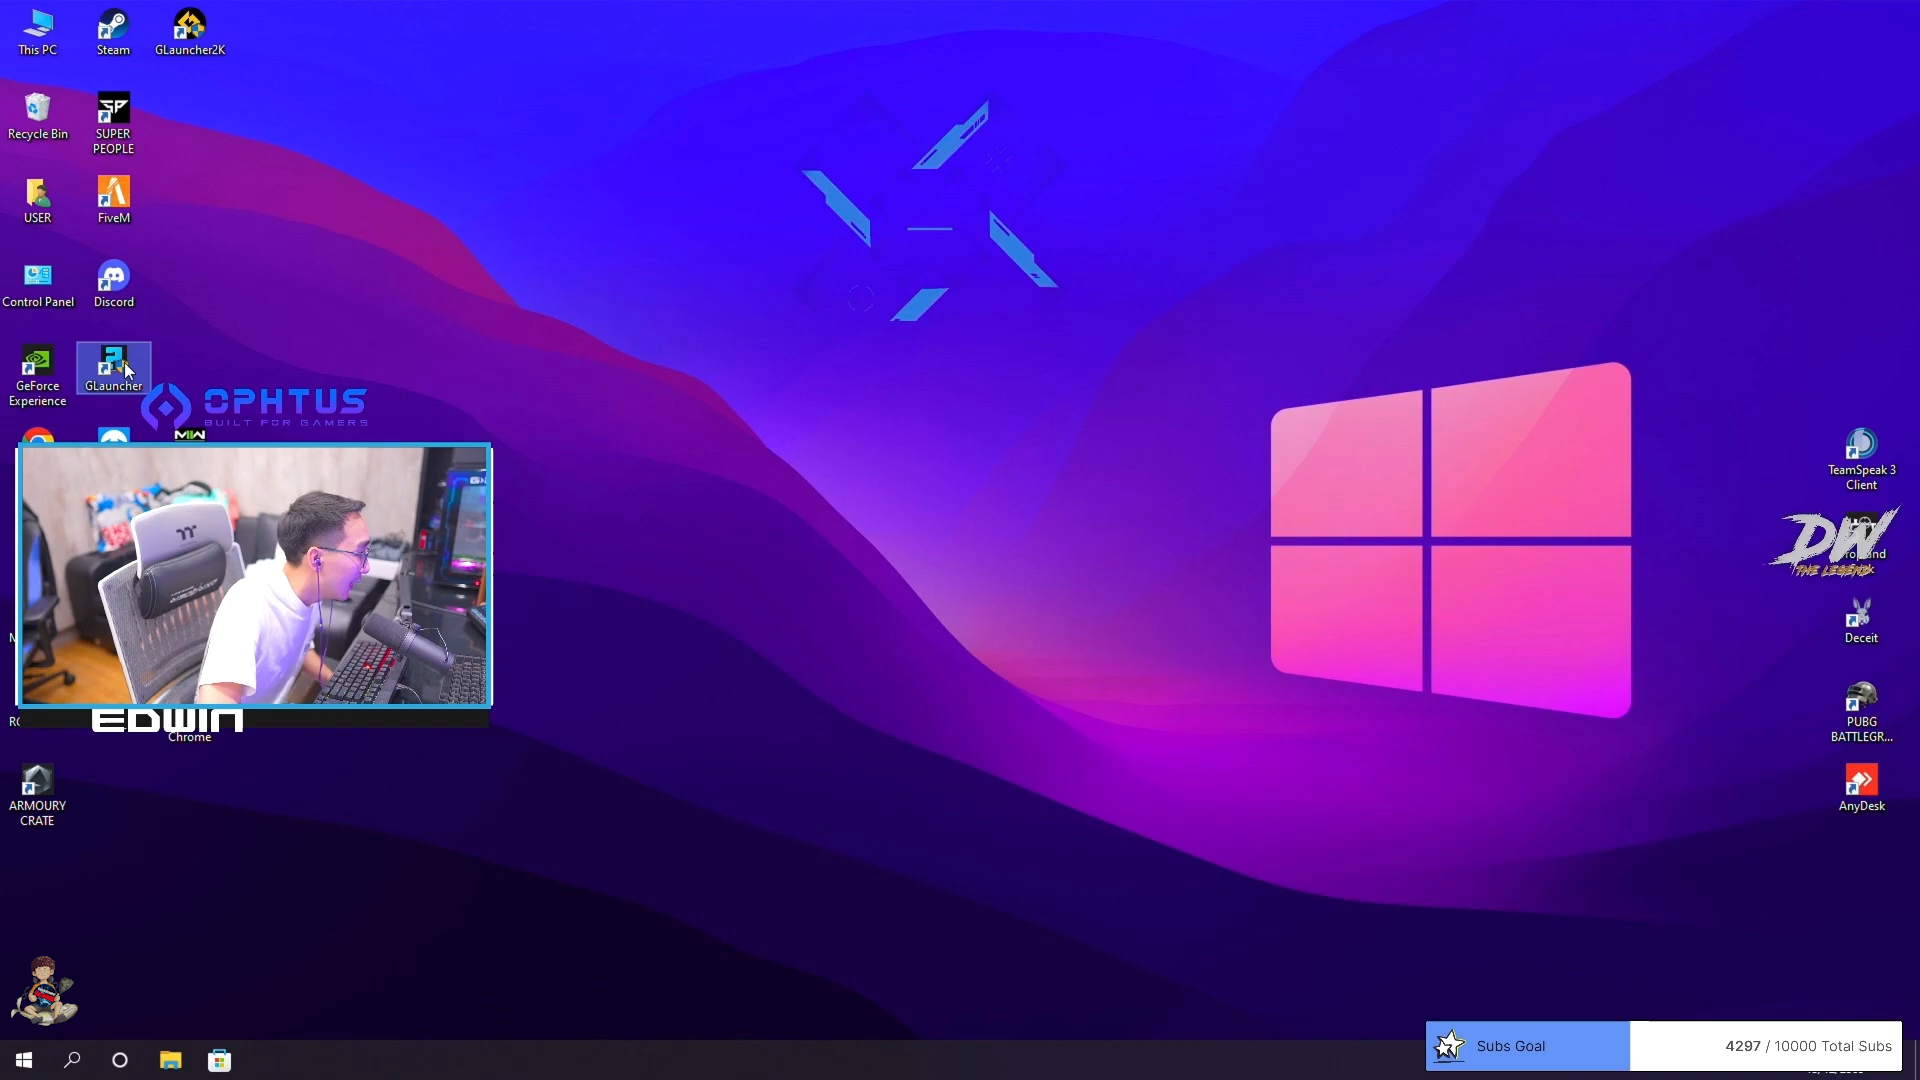 This PC
Steam
GLauncher2K
Recycle Bin
SUPER
PEOPLE
USER
FiveM
Control Panel
Discord
GeForce
Experience
GLauncher
OPHTUS
BUILT FOR GAMERS
MW
EDWIN
Chrome
ARMOURY
CRATE
TeamSpeak 3
Client
DW
THE LEGEND
Deceit
PUBG
BATTLEGR...
AnyDesk
Subs Goal
4297 / 10000 Total Subs